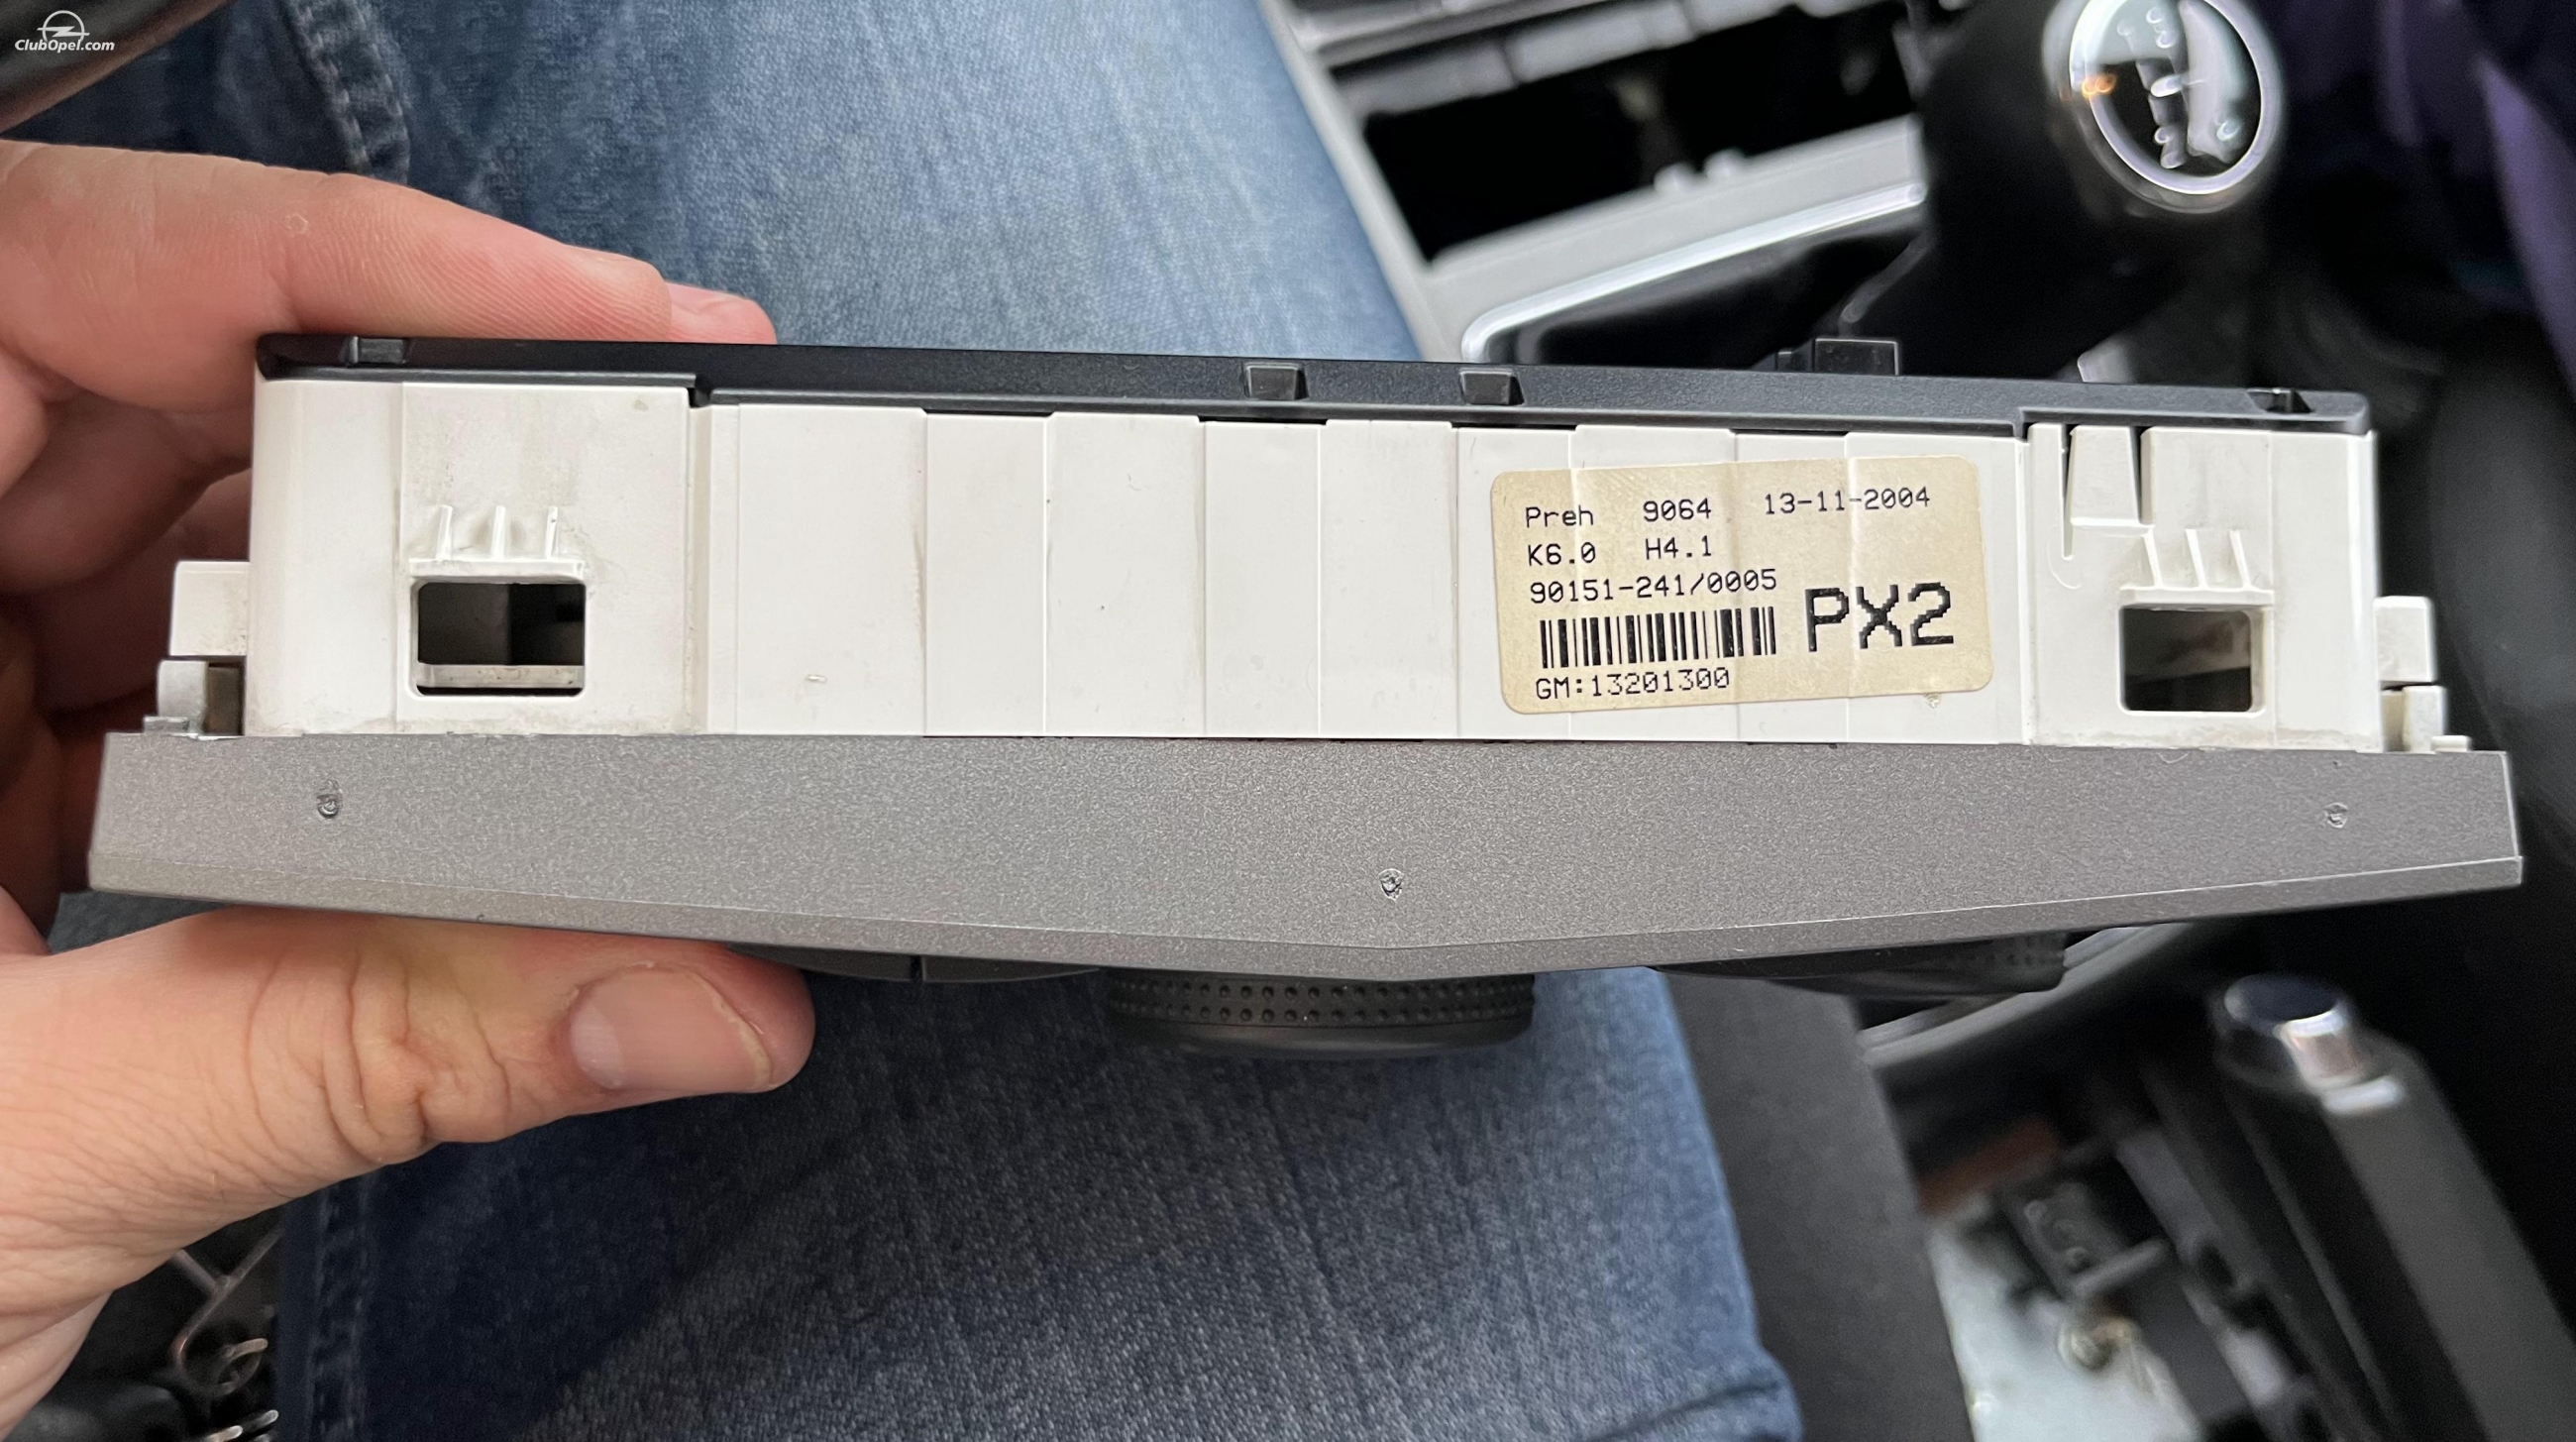 ClubOpel.com
Preh 9064 13-11-2004
K6.0 H4.1
90151-241/0005
PX2
GM:13201300